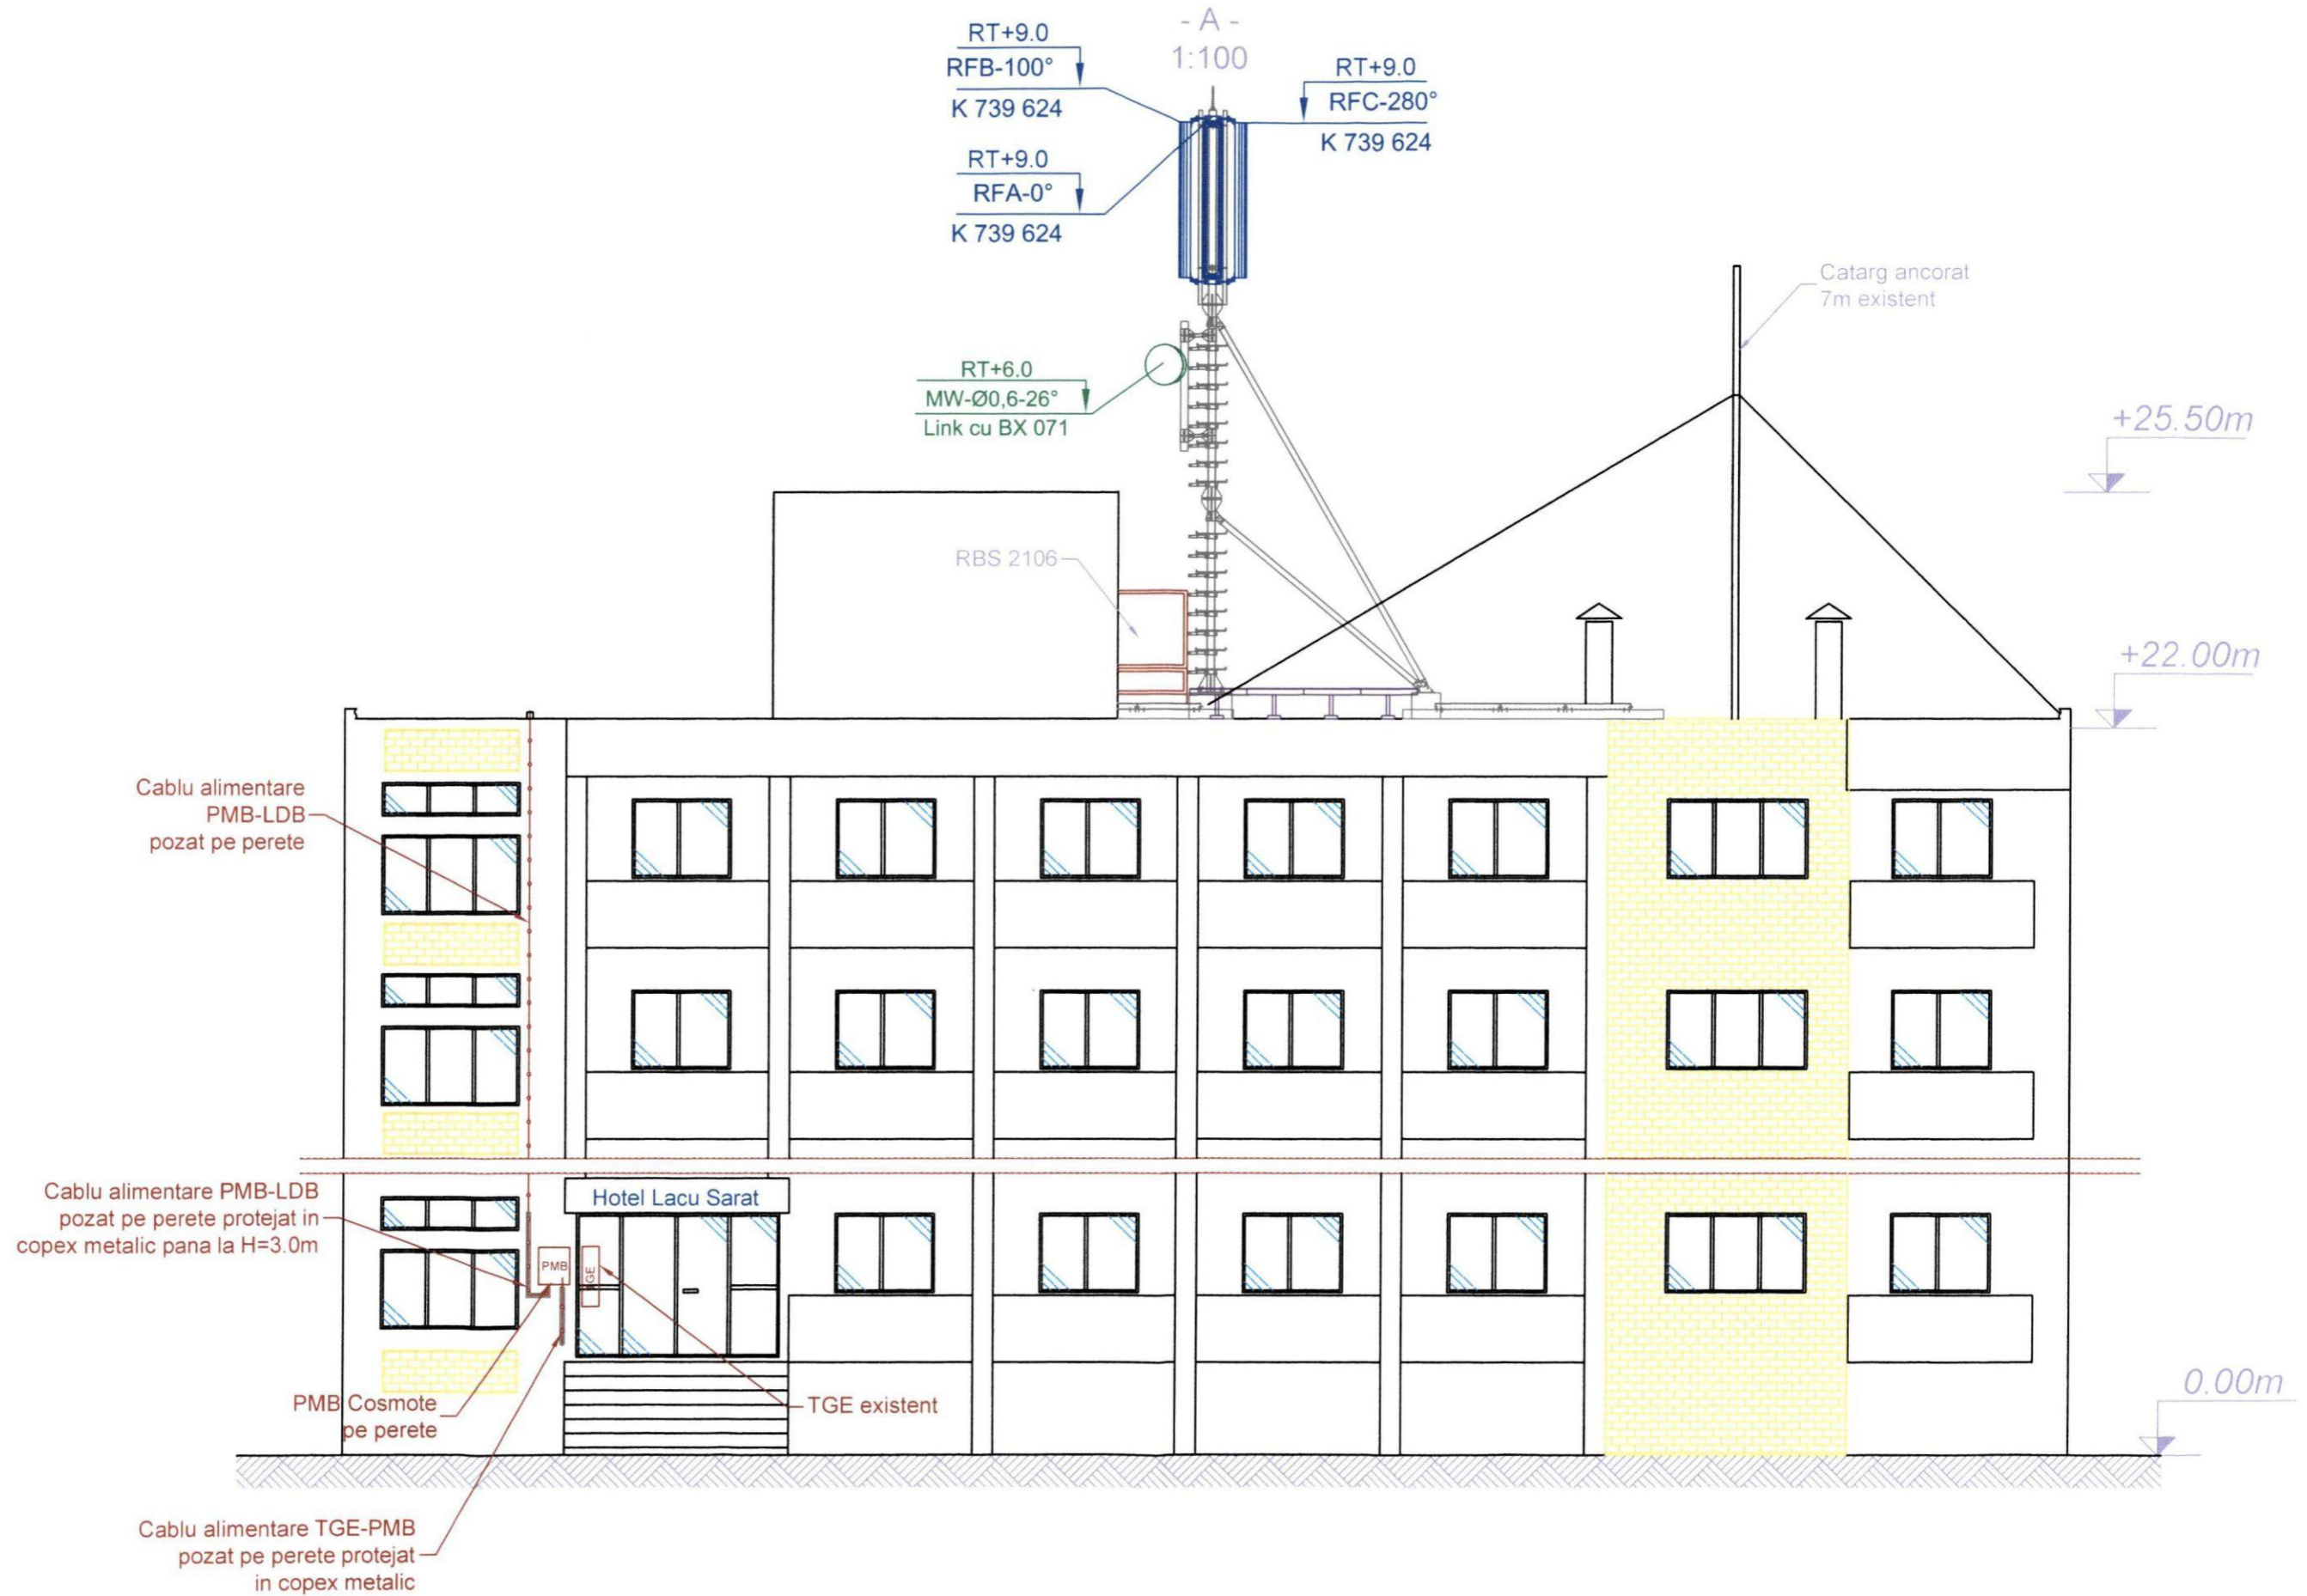 - A -
1:100
RT+9.0
RFB-100°
K 739 624
RT+9.0
RFC-280°
K 739 624
RT+9.0
RFA-0°
K 739 624
Catarg ancorat
7m existent
RT+6.0
MW-Ø0,6-26°
Link cu BX 071
+25.50m
RBS 2106
+22.00m
Cablu alimentare
PMB-LDB
pozat pe perete
Cablu alimentare PMB-LDB
pozat pe perete protejat in
copex metalic pana la H=3.0m
Hotel Lacu Sarat
PMB
TGE
PMB Cosmote
pe perete
TGE existent
0.00m
Cablu alimentare TGE-PMB
pozat pe perete protejat
in copex metalic